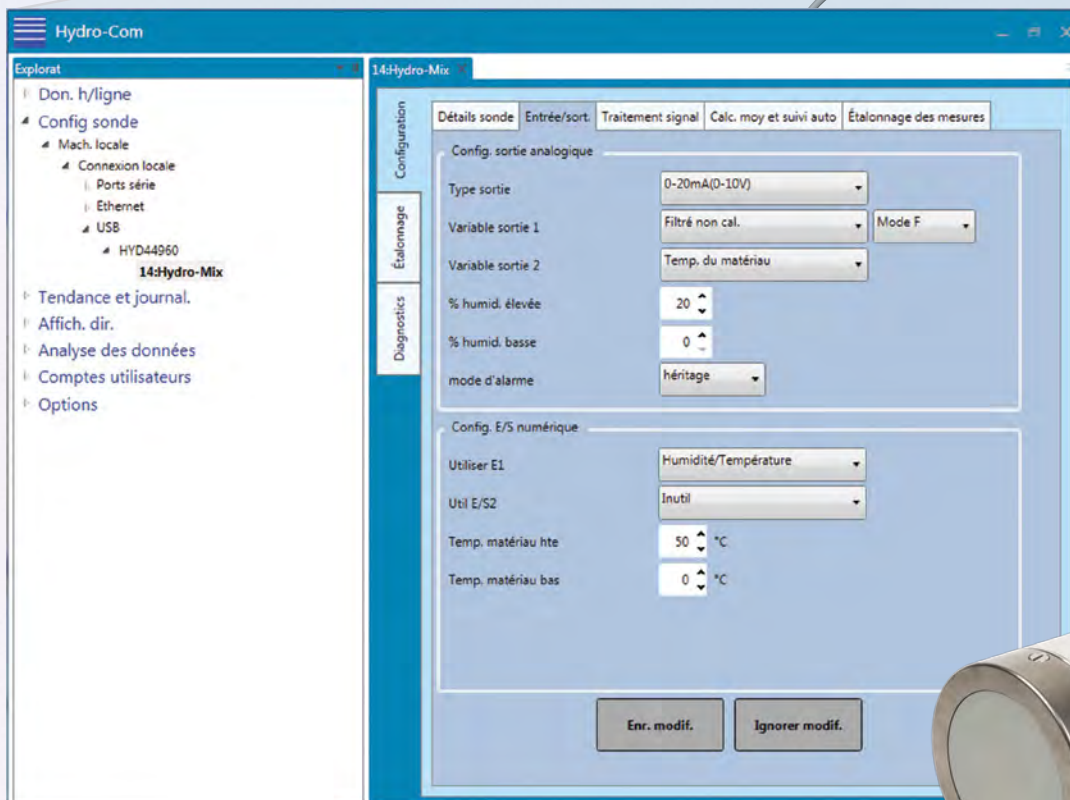 Hydro-Com
Explorat
Don. h/ligne
Config sonde
Mach. locale
Connexion locale
Ports série
Ethernet
USB
HYD44960
14:Hydro-Mix
Tendance et journal.
Affich. dir.
Analyse des données
Comptes utilisateurs
Options
14:Hydro-Mix
Configuration
Étalonnage
Diagnostics
Détails sonde Entrée/sort. Traitement signal Calc. moy et suivi auto Étalonnage des mesures
Config. sortie analogique
Type sortie 0-20mA(0-10V)
Variable sortie 1 Filtré non cal. Mode F
Variable sortie 2 Temp. du matériau
% humid. élevée 20
% humid. basse 0
mode d'alarme héritage
Config. E/S numérique
Utiliser E1 Humidité/Température
Util E/S2 Inutil
Temp. matériau hte 50 °C
Temp. matériau bas 0 °C
Enr. modif. Ignorer modif.